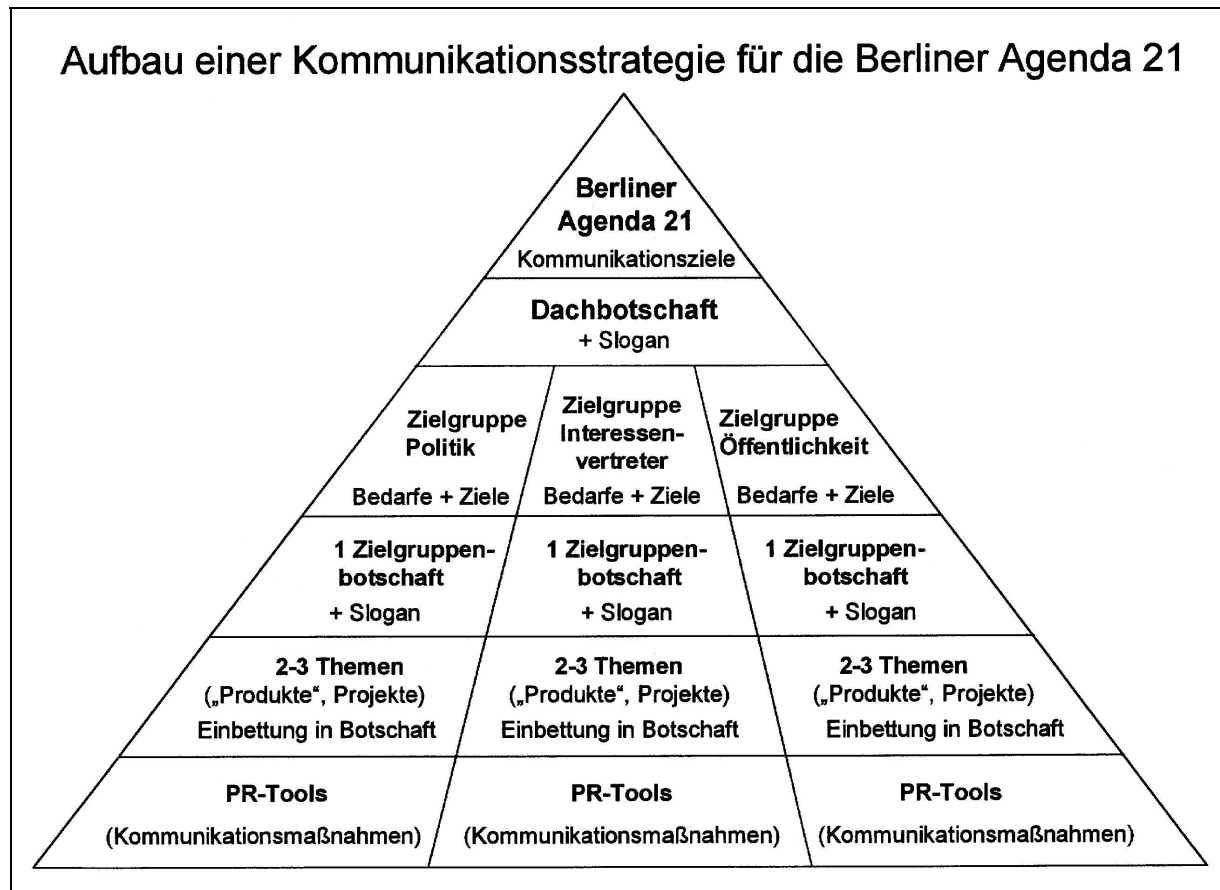 Aufbau einer Kommunikationsstrategie für die Berliner Agenda 21
Berliner
Agenda 21
Kommunikationsziele
Dachbotschaft
+ Slogan
Zielgruppe
Politik
Bedarfe + Ziele
Zielgruppe
Interessen-
vertreter
Bedarfe + Ziele
Zielgruppe
Öffentlichkeit
Bedarfe + Ziele
1 Zielgruppen-
botschaft
+ Slogan
1 Zielgruppen-
botschaft
+ Slogan
1 Zielgruppen-
botschaft
+ Slogan
2-3 Themen
(„Produkte“, Projekte)
Einbettung in Botschaft
2-3 Themen
(„Produkte“, Projekte)
Einbettung in Botschaft
2-3 Themen
(„Produkte“, Projekte)
Einbettung in Botschaft
PR-Tools
(Kommunikationsmaßnahmen)
PR-Tools
(Kommunikationsmaßnahmen)
PR-Tools
(Kommunikationsmaßnahmen)